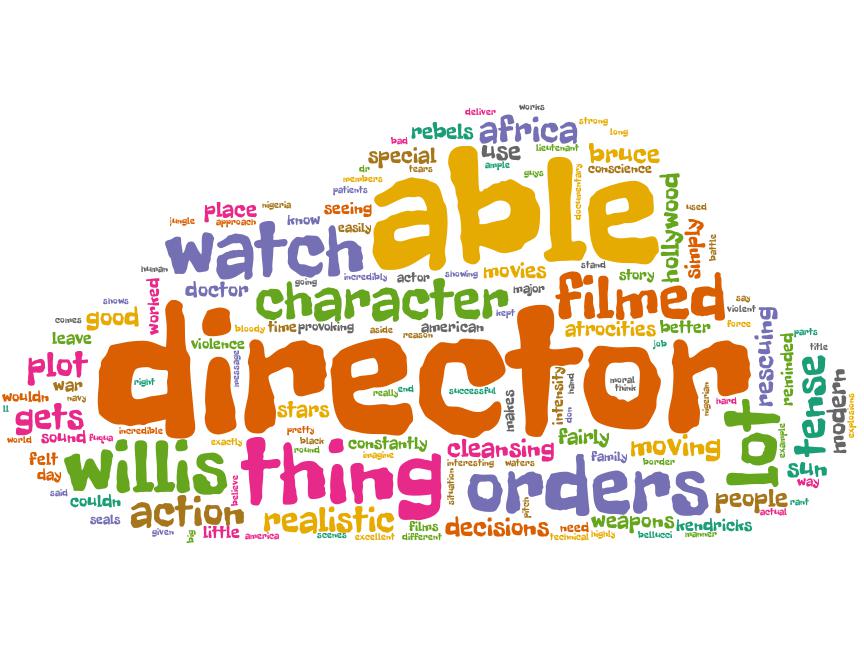 works
deliver
strong
rebels
africa
long
bad
lieutenant
special
use
bruce
dr
tears
ample
conscience
members
guys
documentary
patients
able
hollywood
place
nigeria
seeing
used
jungle
approach
know
simply
watch
easily
battle
human
going
incredibly
actor
showing
movies
stand
story
doctor
character
major
filmed
shows
worked
kept
say
violent
comes
good
bloody
time
provoking
aside
american
atrocities
better
force
rescuing
leave
violence
reason
job
parts
director
message
title
plot
right
really
end
successful
intensity
hand
moral
think
reminded
war
navy
wouldn
stars
makes
don
nigerian
hard
tense
modern
ll
gets
explosions
world
sound
fuqua
incredible
exactly
pretty
black
round
constantly
imagine
cleansing
fairly
moving
lot
example
felt
willis
thing
interesting
waters
family
border
sun
day
believe
situation
orders
way
said
couldn
pitch
people
rant
actual
seals
action
realistic
films
decisions
need
weapons
kendricks
given
big
little
america
scenes
excellent
different
technical
highly
bellucci
manner